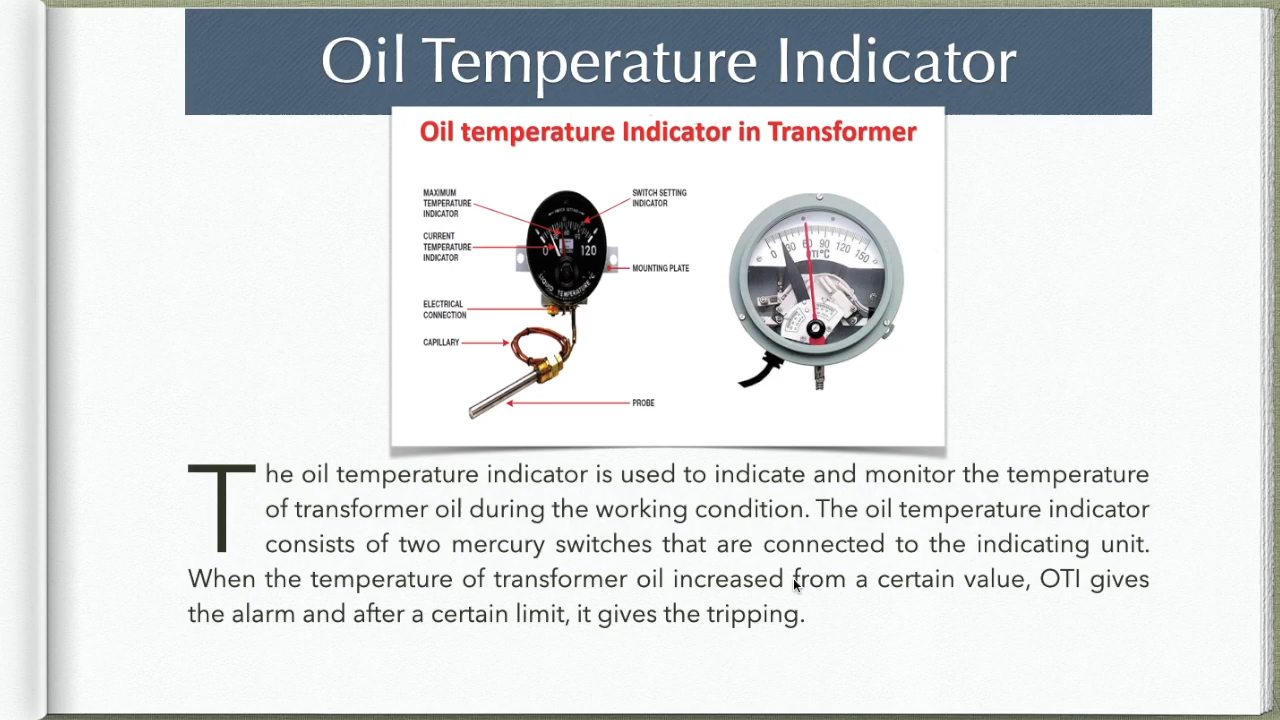 Oil Temperature Indicator
Oil temperature Indicator in Transformer
MAXIMUM
TEMPERATURE
INDICATOR
SWITCH SETTING
INDICATOR
CURRENT
TEMPERATURE
INDICATOR
MOUNTING PLATE
ELECTRICAL
CONNECTION
CAPILLARY
PROBE
0 120
LIQUID TEMPERATURE °C
0 30 60 90 120 150
OTI°C
The oil temperature indicator is used to indicate and monitor the temperature
of transformer oil during the working condition. The oil temperature indicator
consists of two mercury switches that are connected to the indicating unit.
When the temperature of transformer oil increased from a certain value, OTI gives
the alarm and after a certain limit, it gives the tripping.